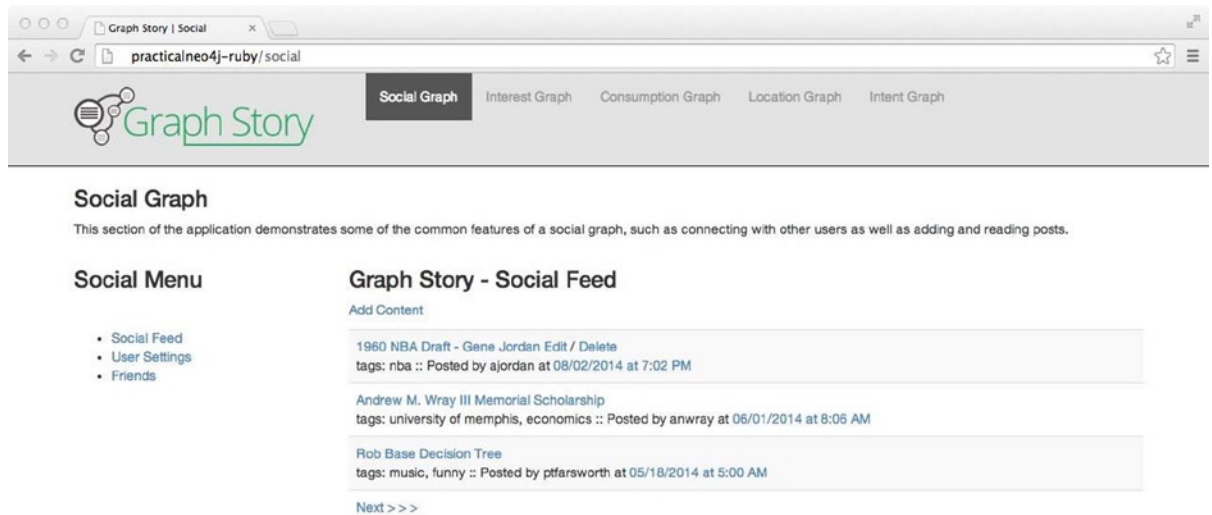 Graph Story | Social
practicalneo4j-ruby/social
Graph Story
Social Graph Interest Graph Consumption Graph Location Graph Intent Graph
Social Graph
This section of the application demonstrates some of the common features of a social graph, such as connecting with other users as well as adding and reading posts.
Social Menu
• Social Feed
• User Settings
• Friends
Graph Story - Social Feed
Add Content
1960 NBA Draft - Gene Jordan Edit / Delete
tags: nba :: Posted by ajordan at 08/02/2014 at 7:02 PM
Andrew M. Wray III Memorial Scholarship
tags: university of memphis, economics :: Posted by anwray at 06/01/2014 at 8:06 AM
Rob Base Decision Tree
tags: music, funny :: Posted by ptfarsworth at 05/18/2014 at 5:00 AM
Next > > >